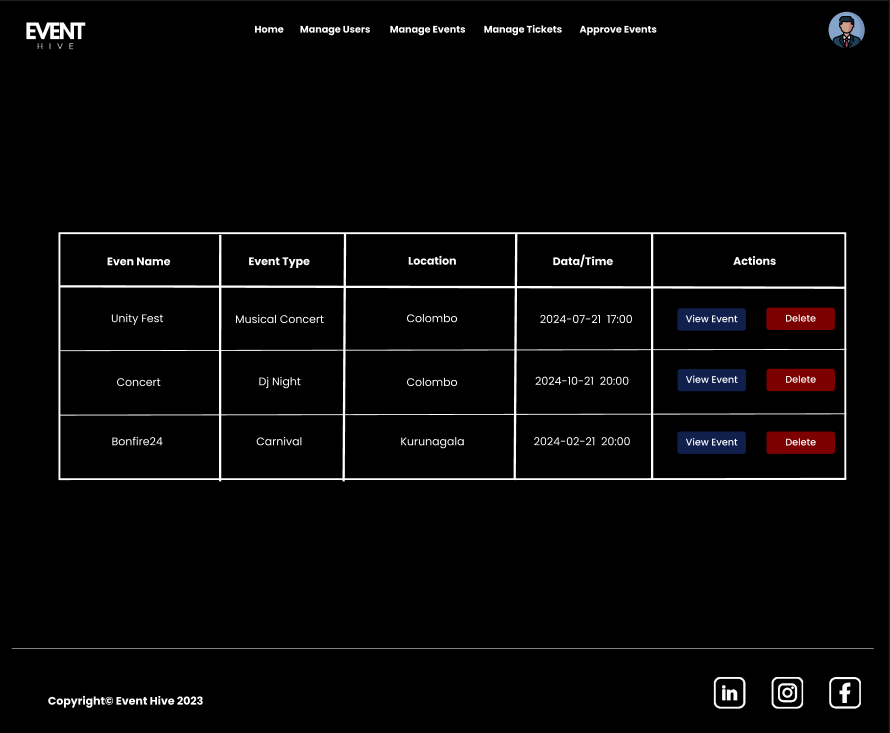 EVENT
HIVE
Home Manage Users Manage Events Manage Tickets Approve Events
Even Name Event Type Location Data/Time Actions
Unity Fest Musical Concert Colombo 2024-07-21 17:00 View Event Delete
Concert Dj Night Colombo 2024-10-21 20:00 View Event Delete
Bonfire24 Carnival Kurunagala 2024-02-21 20:00 View Event Delete
Copyright© Event Hive 2023
in